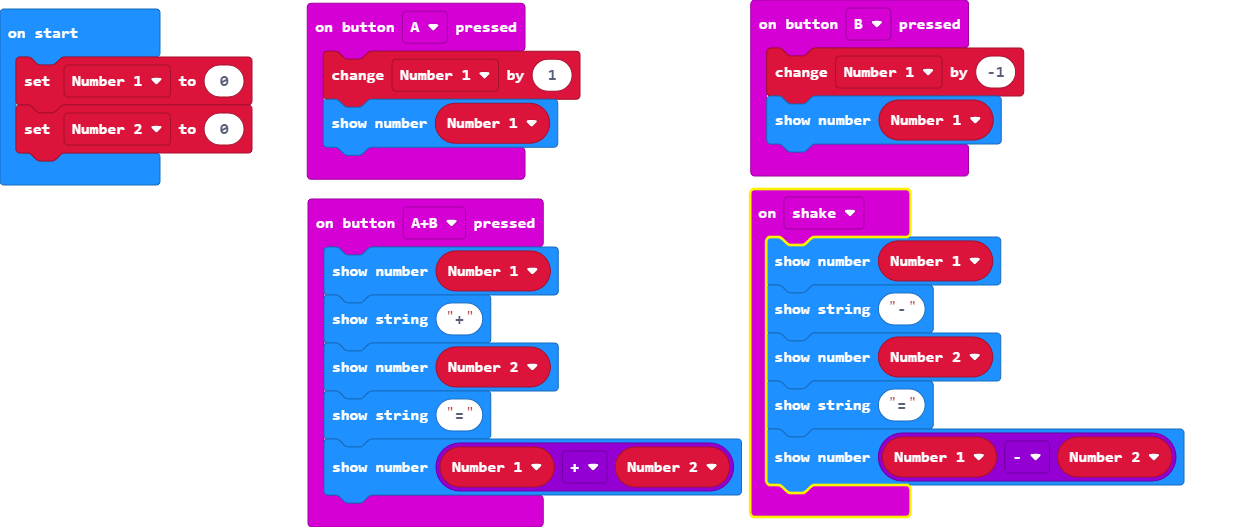 on start
set Number 1 to 0
set Number 2 to 0
on button A pressed
change Number 1 by 1
show number Number 1
on button B pressed
change Number 1 by -1
show number Number 1
on button A+B pressed
show number Number 1
show string "+"
show number Number 2
show string "="
show number Number 1 + Number 2
on shake
show number Number 1
show string "-"
show number Number 2
show string "="
show number Number 1 - Number 2